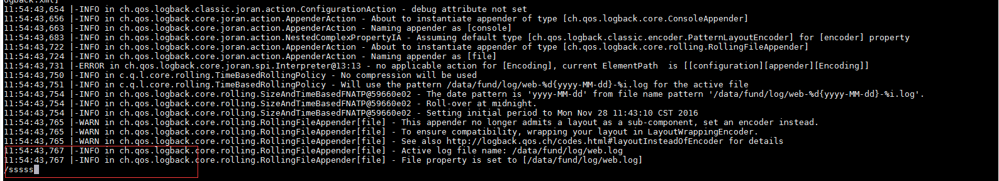 ogback.xml]
11:54:43,654 |-INFO in ch.qos.logback.classic.joran.action.ConfigurationAction - debug attribute not set
11:54:43,656 |-INFO in ch.qos.logback.core.joran.action.AppenderAction - About to instantiate appender of type [ch.qos.logback.core.ConsoleAppender]
11:54:43,663 |-INFO in ch.qos.logback.core.joran.action.AppenderAction - Naming appender as [console]
11:54:43,683 |-INFO in ch.qos.logback.core.joran.action.NestedComplexPropertyIA - Assuming default type [ch.qos.logback.classic.encoder.PatternLayoutEncoder] for [encoder] property
11:54:43,722 |-INFO in ch.qos.logback.core.joran.action.AppenderAction - About to instantiate appender of type [ch.qos.logback.core.rolling.RollingFileAppender]
11:54:43,724 |-INFO in ch.qos.logback.core.joran.action.AppenderAction - Naming appender as [file]
11:54:43,731 |-ERROR in ch.qos.logback.core.joran.spi.Interpreter@13:13 - no applicable action for [Encoding], current ElementPath  is [[configuration][appender][Encoding]]
11:54:43,750 |-INFO in c.q.l.core.rolling.TimeBasedRollingPolicy - No compression will be used
11:54:43,751 |-INFO in c.q.l.core.rolling.TimeBasedRollingPolicy - Will use the pattern /data/fund/log/web-%d{yyyy-MM-dd}-%i.log for the active file
11:54:43,754 |-INFO in ch.qos.logback.core.rolling.SizeAndTimeBasedFNATP@59660e02 - The date pattern is 'yyyy-MM-dd' from file name pattern '/data/fund/log/web-%d{yyyy-MM-dd}-%i.log'.
11:54:43,754 |-INFO in ch.qos.logback.core.rolling.SizeAndTimeBasedFNATP@59660e02 - Roll-over at midnight.
11:54:43,754 |-INFO in ch.qos.logback.core.rolling.SizeAndTimeBasedFNATP@59660e02 - Setting initial period to Mon Nov 28 11:43:10 CST 2016
11:54:43,765 |-WARN in ch.qos.logback.core.rolling.RollingFileAppender[file] - This appender no longer admits a layout as a sub-component, set an encoder instead.
11:54:43,765 |-WARN in ch.qos.logback.core.rolling.RollingFileAppender[file] - To ensure compatibility, wrapping your layout in LayoutWrappingEncoder.
11:54:43,765 |-WARN in ch.qos.logback.core.rolling.RollingFileAppender[file] - See also http://logback.qos.ch/codes.html#layoutInsteadOfEncoder for details
11:54:43,767 |-INFO in ch.qos.logback.core.rolling.RollingFileAppender[file] - Active log file name: /data/fund/log/web.log
11:54:43,767 |-INFO in ch.qos.logback.core.rolling.RollingFileAppender[file] - File property is set to [/data/fund/log/web.log]
/sssss